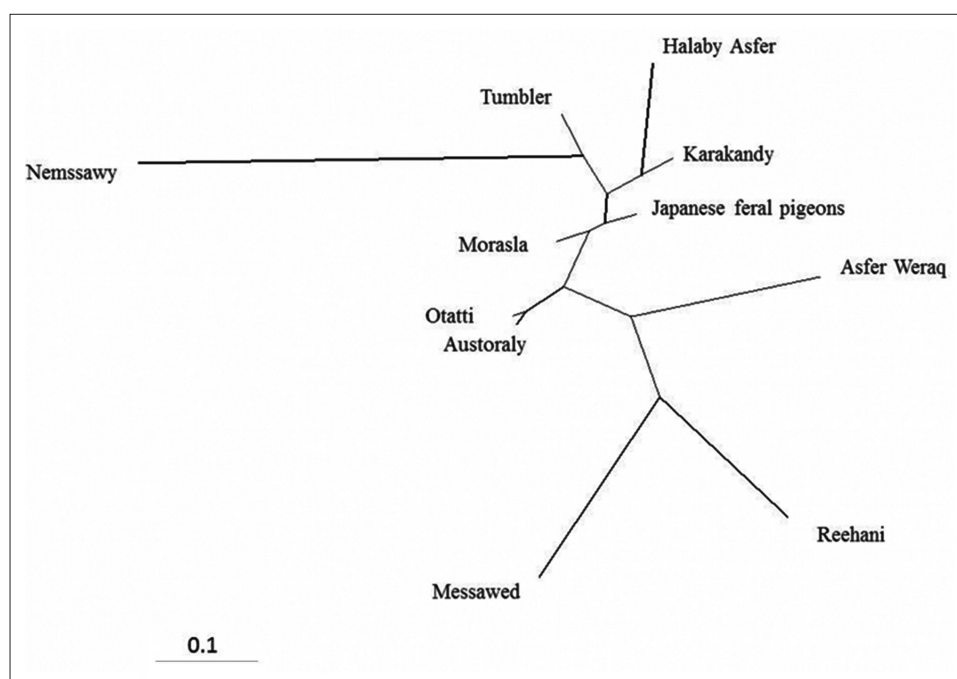 Halaby Asfer
Tumbler
Karakandy
Nemssawy
Japanese feral pigeons
Morasla
Asfer Weraq
Otatti
Austoraly
Reehani
Messawed
0.1